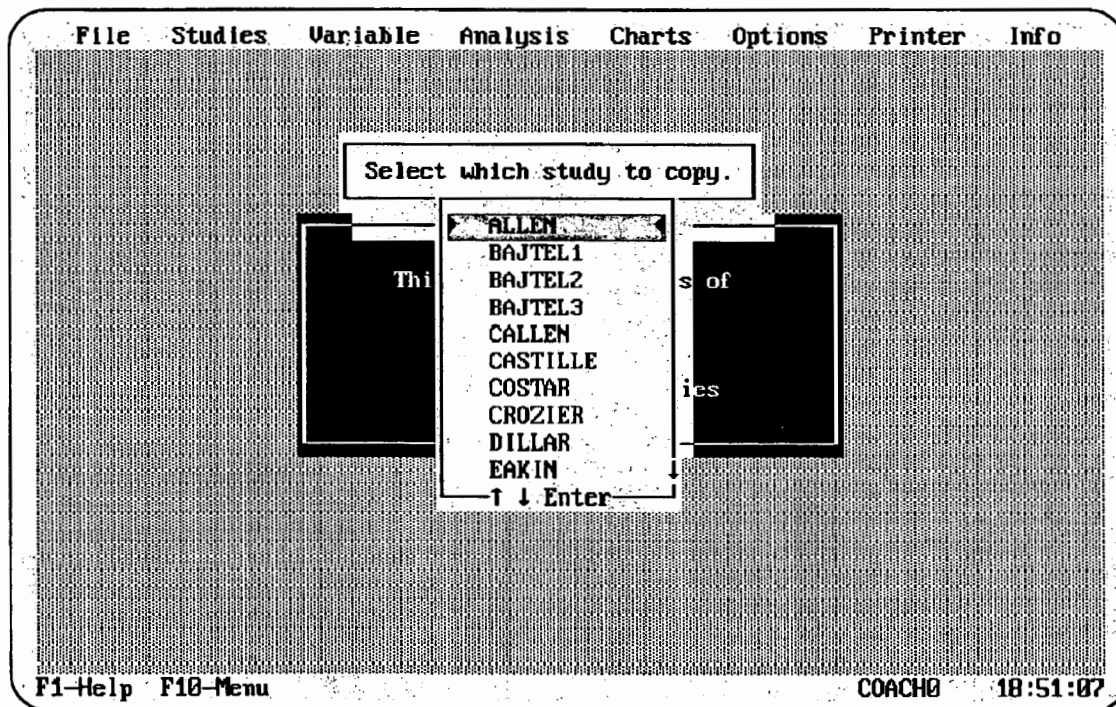 File Studies Variable Analysis Charts Options Printer Info
Select which study to copy.
ALLEN
BAJTEL1
Thi BAJTEL2 s of
BAJTEL3
CALLEN
CASTILLE
COSTAR ies
CROZIER
DILLAR
EAKIN ↓
↑ ↓ Enter
F1-Help F10-Menu COACH0 18:51:07